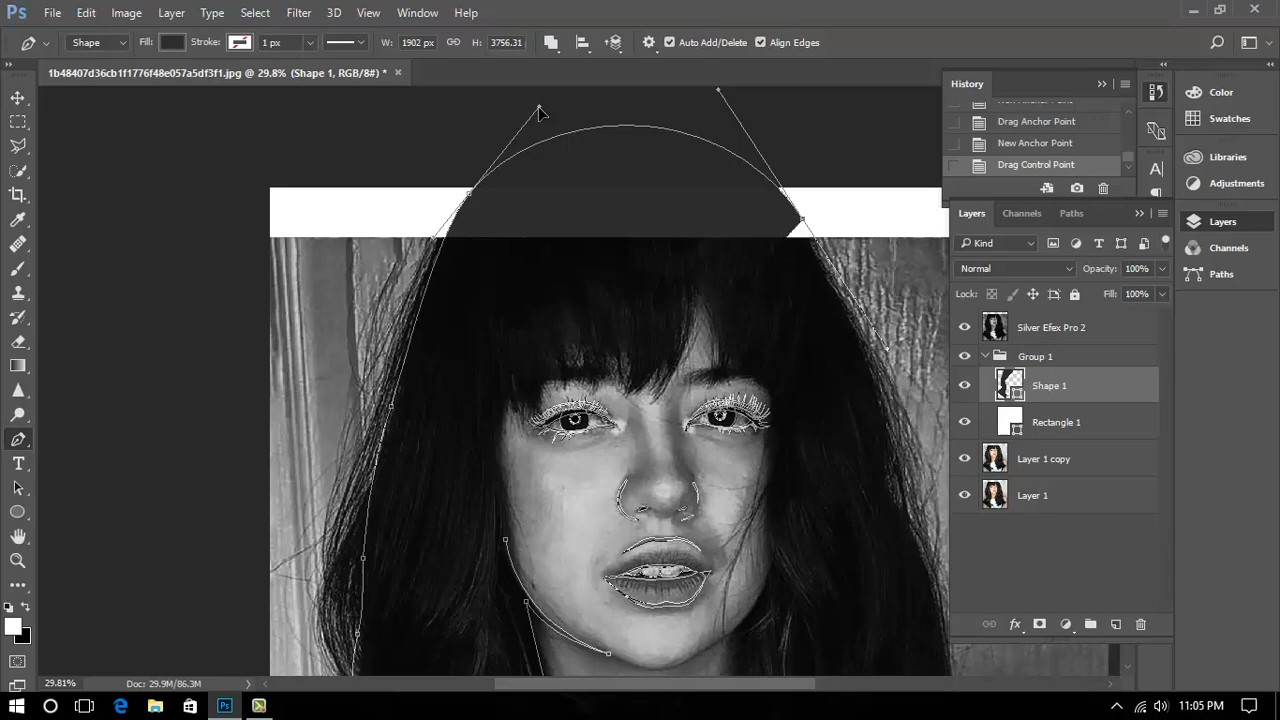 Ps File Edit Image Layer Type Select Filter 3D View Window Help
Shape Fill: Stroke: 1 px W: 1902 px H: 3756.31 Auto Add/Delete Align Edges
1b48407d36cb1f1776f48e057a5df3f1.jpg @ 29.8% (Shape 1, RGB/8#) * ×
History
Drag Anchor Point
New Anchor Point
Drag Control Point
Layers Channels Paths
Kind
Normal Opacity: 100%
Lock: Fill: 100%
Silver Efex Pro 2
Group 1
Shape 1
Rectangle 1
Layer 1 copy
Layer 1
Color
Swatches
Libraries
Adjustments
Layers
Channels
Paths
29.81% Doc: 29.9M/86.3M
11:05 PM